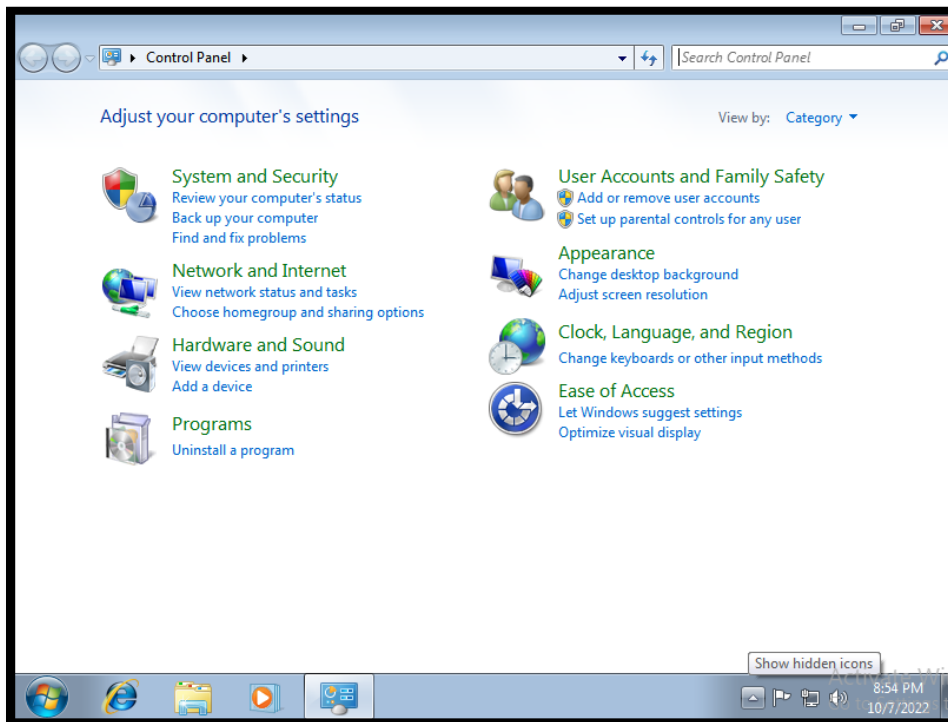 Control Panel
Search Control Panel
Adjust your computer's settings
View by: Category
System and Security
Review your computer's status
Back up your computer
Find and fix problems
Network and Internet
View network status and tasks
Choose homegroup and sharing options
Hardware and Sound
View devices and printers
Add a device
Programs
Uninstall a program
User Accounts and Family Safety
Add or remove user accounts
Set up parental controls for any user
Appearance
Change desktop background
Adjust screen resolution
Clock, Language, and Region
Change keyboards or other input methods
Ease of Access
Let Windows suggest settings
Optimize visual display
Show hidden icons
8:54 PM
10/7/2022